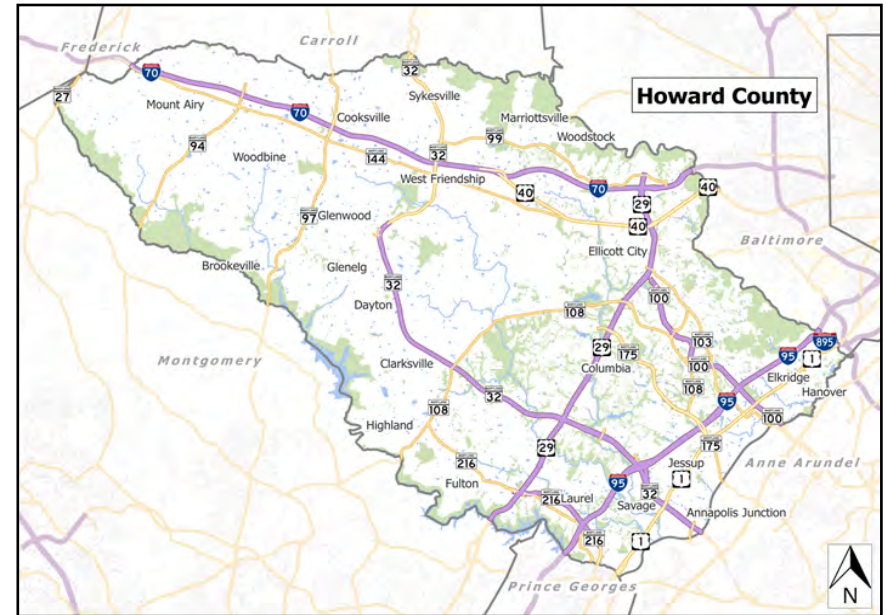 Frederick
Carroll
Howard County
70
32
27
Mount Airy
Sykesville
70
Cooksville
Marriottsville
94
99
Woodstock
Woodbine
144
32
West Friendship
70
40
40
29
97
Glenwood
40
Baltimore
Ellicott City
Brookeville
Glenelg
32
100
Dayton
108
103
895
29
175
95
1
Montgomery
Clarksville
Columbia
100
Elkridge
32
108
Hanover
95
108
100
Highland
29
175
216
Jessup
Anne Arundel
Fulton
95
1
216
Laurel
32
Savage
Annapolis Junction
216
1
Prince Georges
N